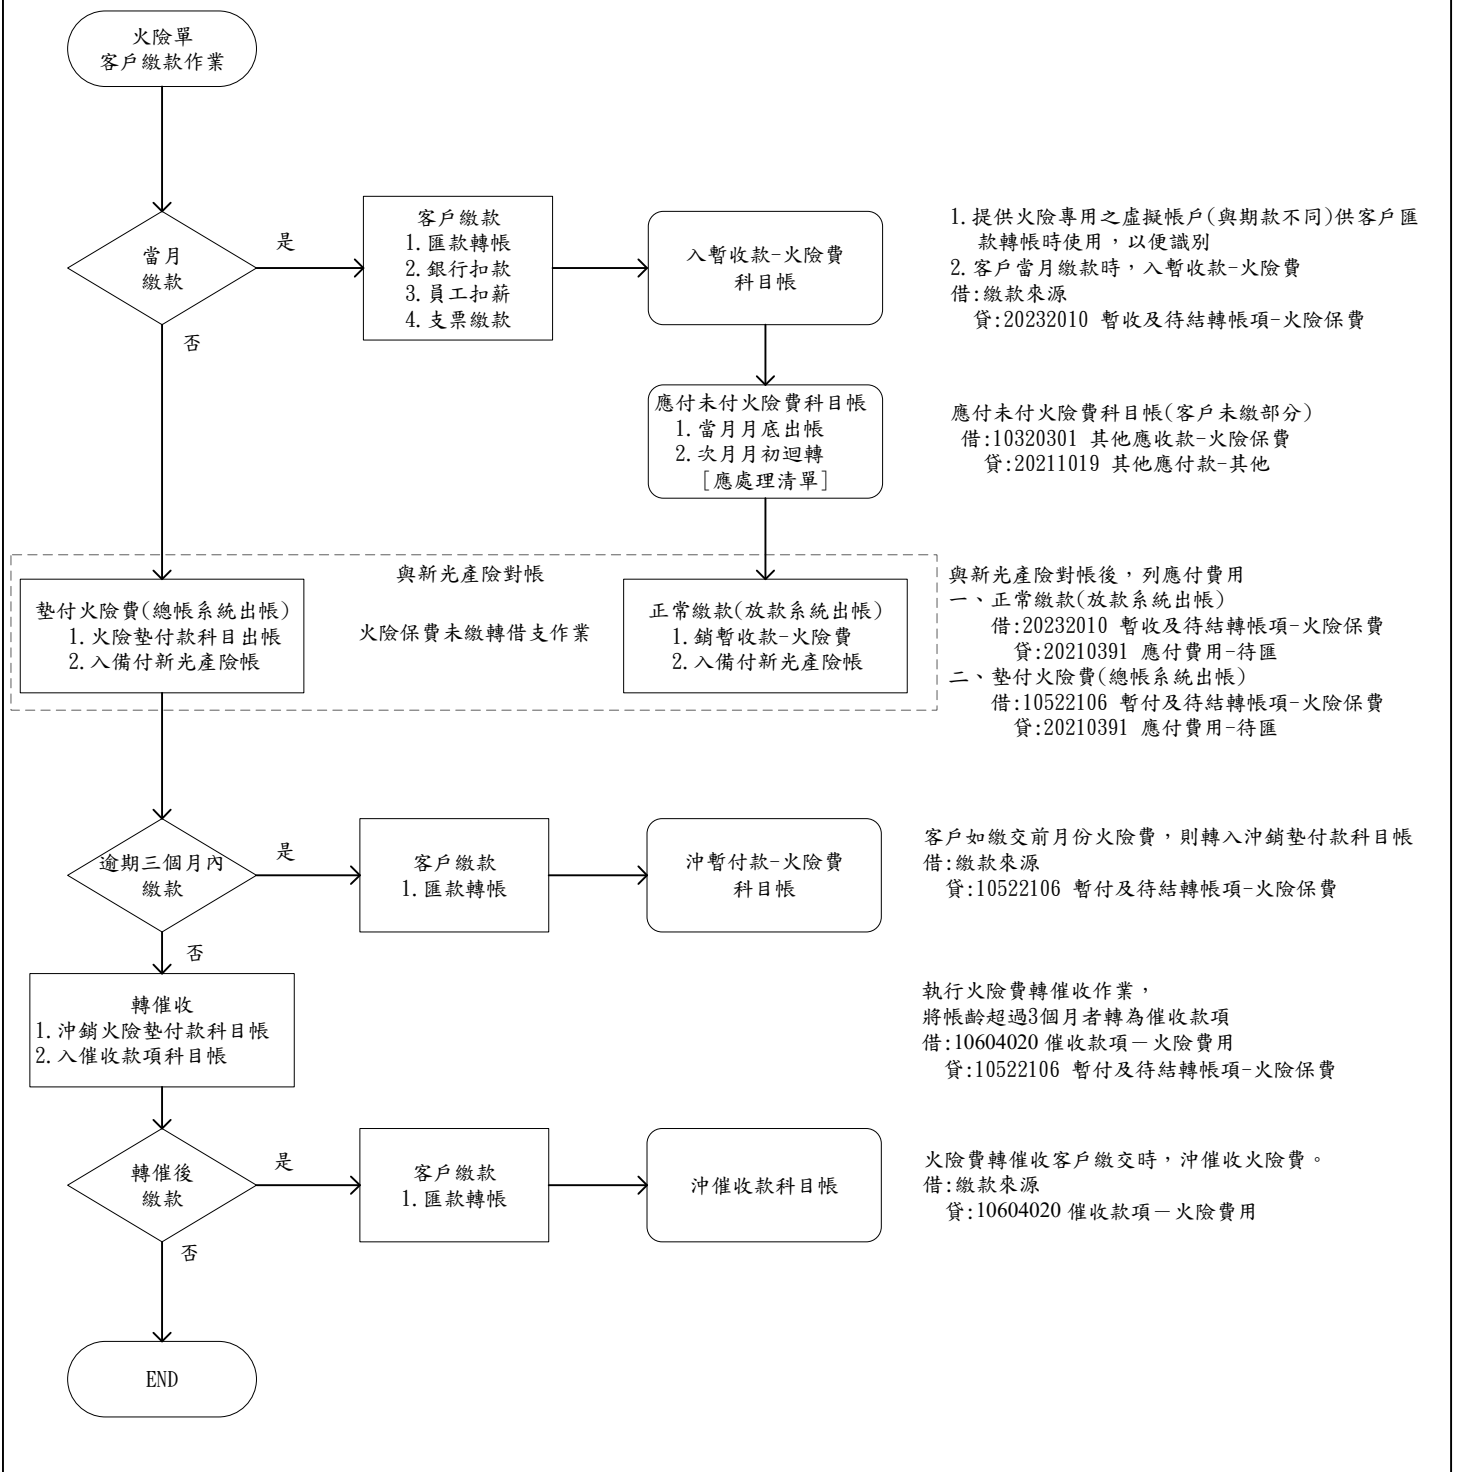 火險單
客戶繳款作業
當月
繳款
是
否
客戶繳款
1.匯款轉帳
2.銀行扣款
3.員工扣薪
4.支票繳款
入暫收款-火險費
科目帳
1.提供火險專用之虛擬帳戶(與期款不同)供客戶匯
款轉帳時使用，以便識別
2.客戶當月繳款時，入暫收款-火險費
借:繳款來源
貸:20232010 暫收及待結轉帳項-火險保費
應付未付火險費科目帳
1.當月月底出帳
2.次月月初迴轉
[應處理清單]
應付未付火險費科目帳(客戶未繳部分)
借:10320301 其他應收款-火險保費
貸:20211019 其他應付款-其他
與新光產險對帳
火險保費未繳轉借支作業
墊付火險費(總帳系統出帳)
1.火險墊付款科目出帳
2.入備付新光產險帳
正常繳款(放款系統出帳)
1.銷暫收款-火險費
2.入備付新光產險帳
與新光產險對帳後，列應付費用
一、正常繳款(放款系統出帳)
借:20232010 暫收及待結轉帳項-火險保費
貸:20210391 應付費用-待匯
二、墊付火險費(總帳系統出帳)
借:10522106 暫付及待結轉帳項-火險保費
貸:20210391 應付費用-待匯
逾期三個月內
繳款
是
否
客戶繳款
1.匯款轉帳
沖暫付款-火險費
科目帳
客戶如繳交前月份火險費，則轉入沖銷墊付款科目帳
借:繳款來源
貸:10522106 暫付及待結轉帳項-火險保費
轉催收
1.沖銷火險墊付款科目帳
2.入催收款項科目帳
執行火險費轉催收作業，
將帳齡超過3個月者轉為催收款項
借:10604020 催收款項－火險費用
貸:10522106 暫付及待結轉帳項-火險保費
轉催後
繳款
是
否
客戶繳款
1.匯款轉帳
沖催收款科目帳
火險費轉催收客戶繳交時，沖催收火險費。
借:繳款來源
貸:10604020 催收款項－火險費用
END